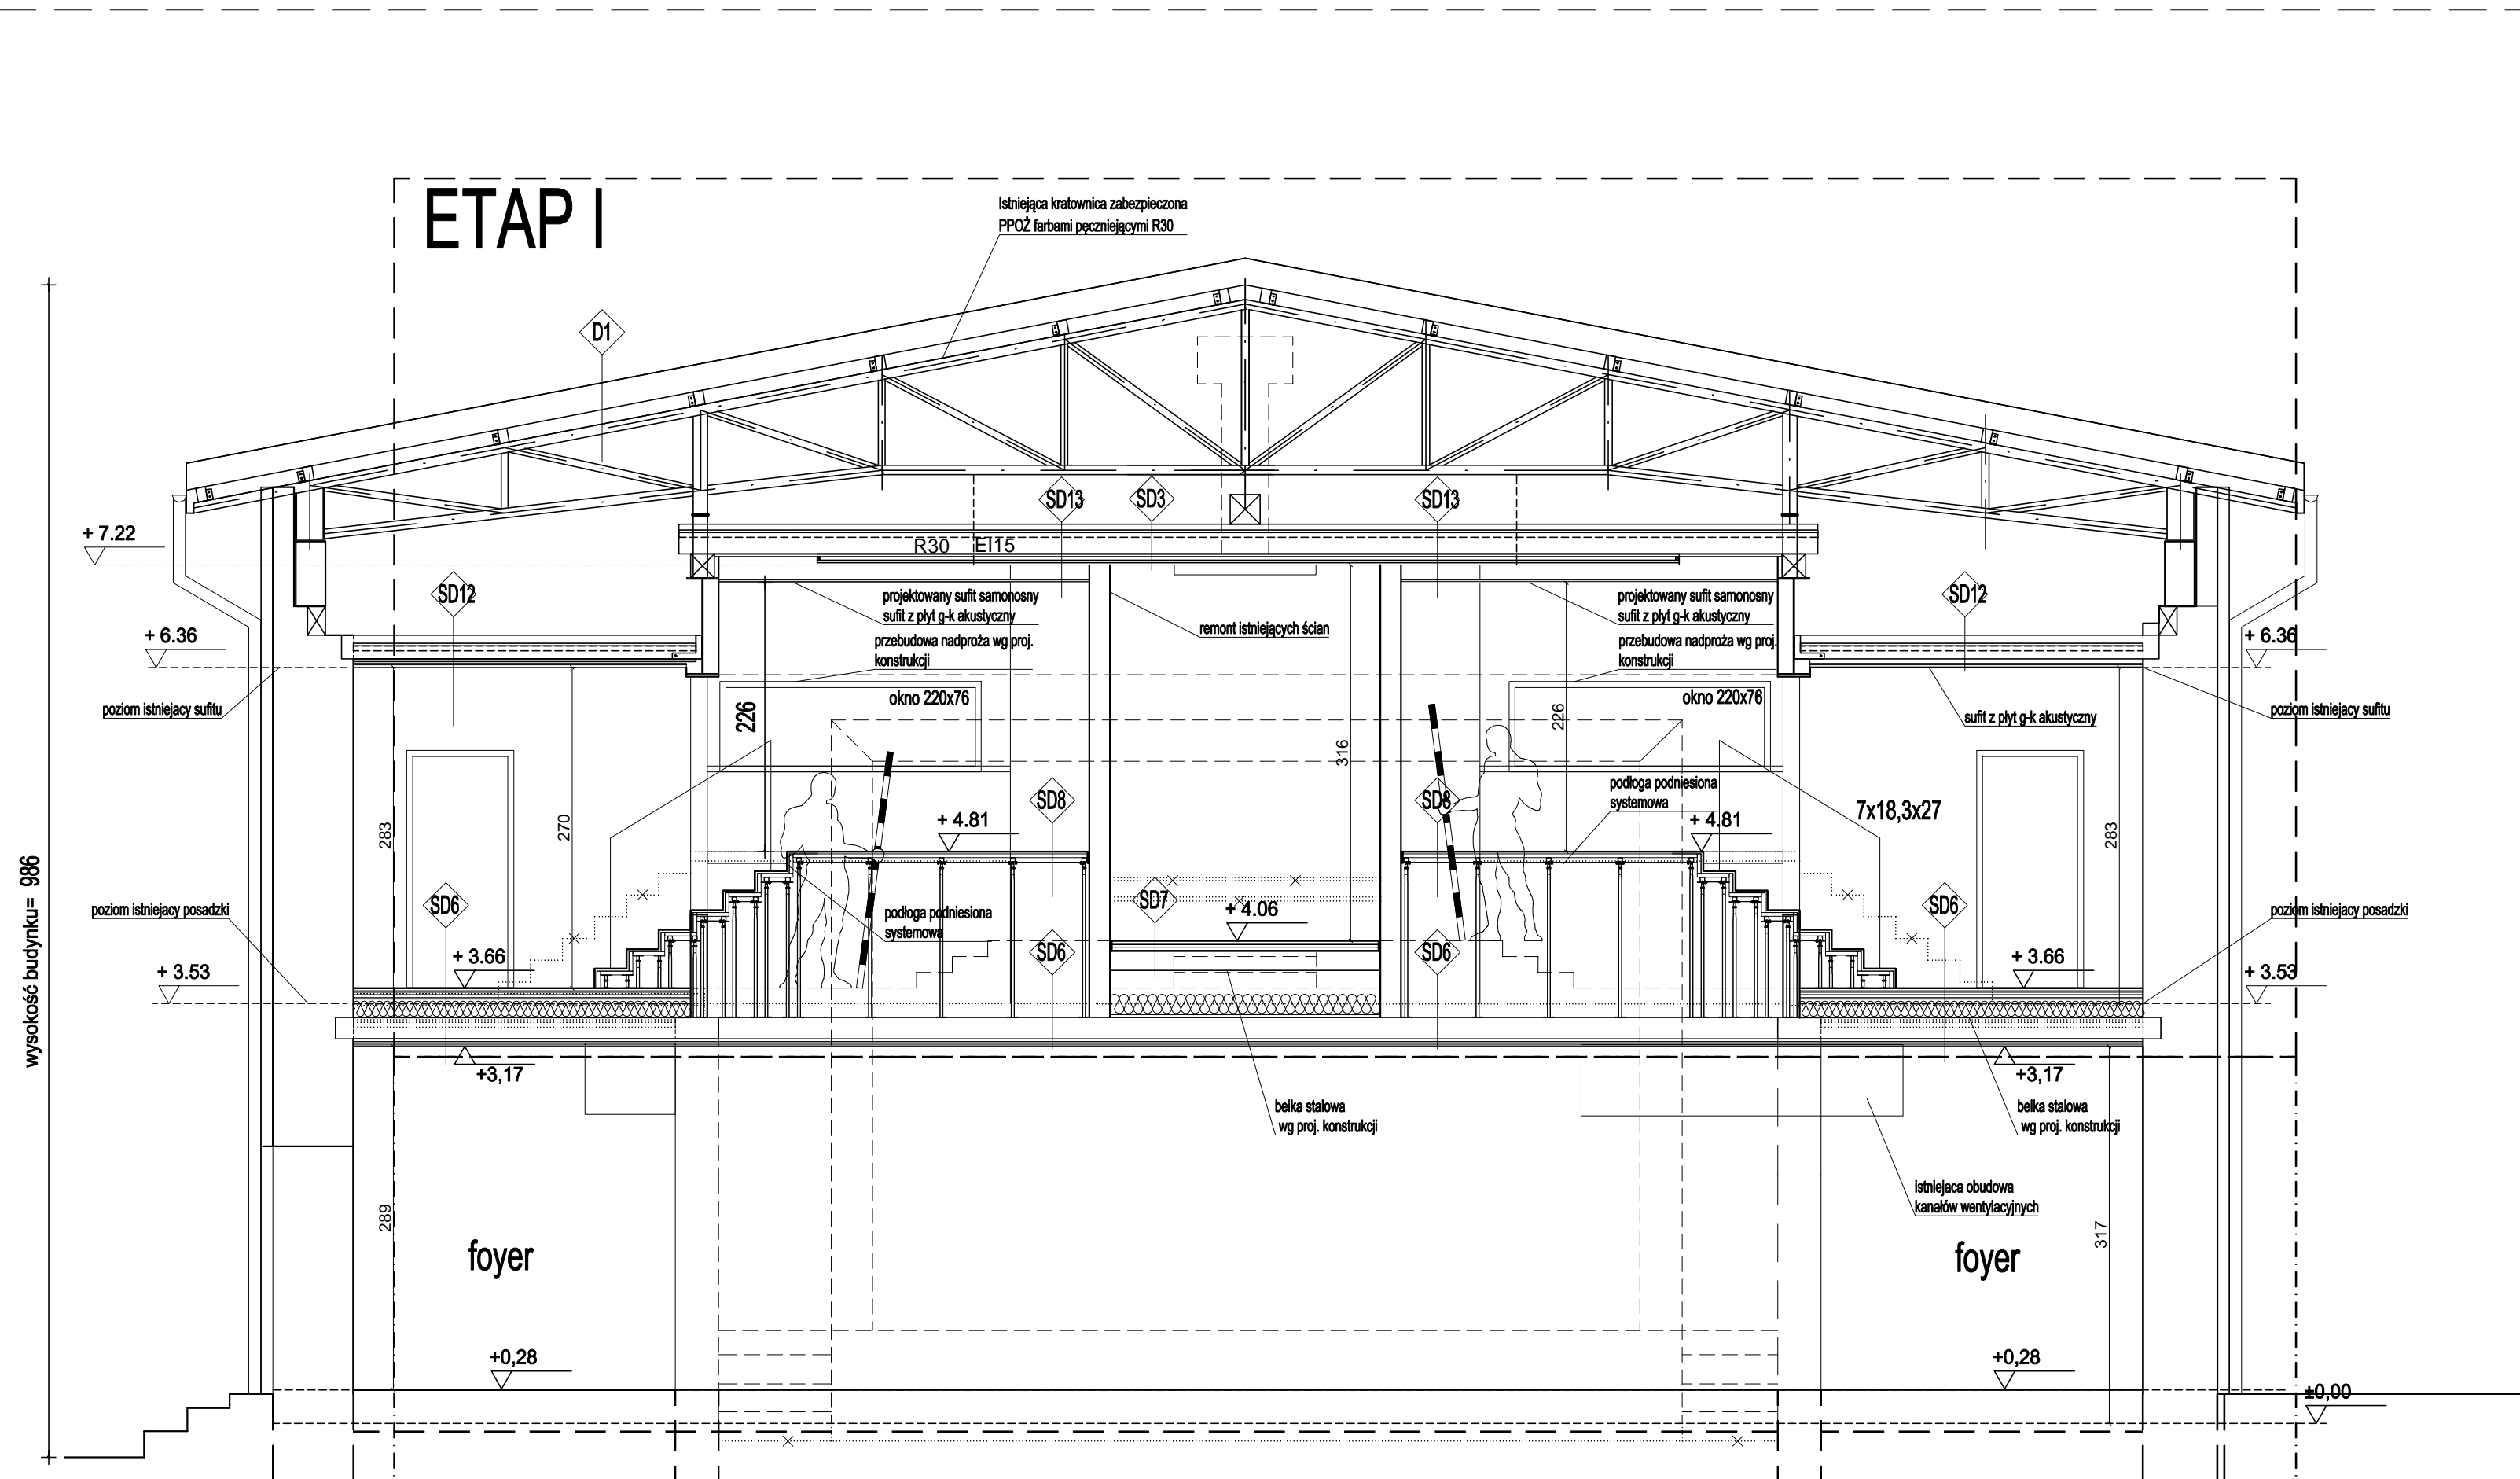 ETAP I
Istniejąca kratownica zabezpieczona
PPOŻ farbami pęczniejącymi R30
D1
+ 7.22
SD13
SD3
SD13
R30
EI15
SD12
SD12
projektowany sufit samonosny
sufit z płyt g-k akustyczny
projektowany sufit samonosny
sufit z płyt g-k akustyczny
remont istniejących ścian
+ 6.36
+ 6.36
przebudowa nadproża wg proj.
konstrukcji
przebudowa nadproża wg proj.
konstrukcji
okno 220x76
okno 220x76
poziom istniejacy sufitu
sufit z płyt g-k akustyczny
poziom istniejacy sufitu
226
226
316
podłoga podniesiona
systemowa
SD8
SD8
7x18,3x27
283
270
+ 4.81
+ 4.81
283
SD6
SD7
SD6
poziom istniejacy posadzki
podłoga podniesiona
systemowa
+ 4.06
poziom istniejacy posadzki
SD6
SD6
+ 3.66
+ 3.66
+ 3.53
+ 3.53
wysokość budynku= 986
+3,17
+3,17
belka stalowa
wg proj. konstrukcji
belka stalowa
wg proj. konstrukcji
istniejaca obudowa
kanałów wentylacyjnych
289
317
foyer
foyer
+0,28
+0,28
±0,00